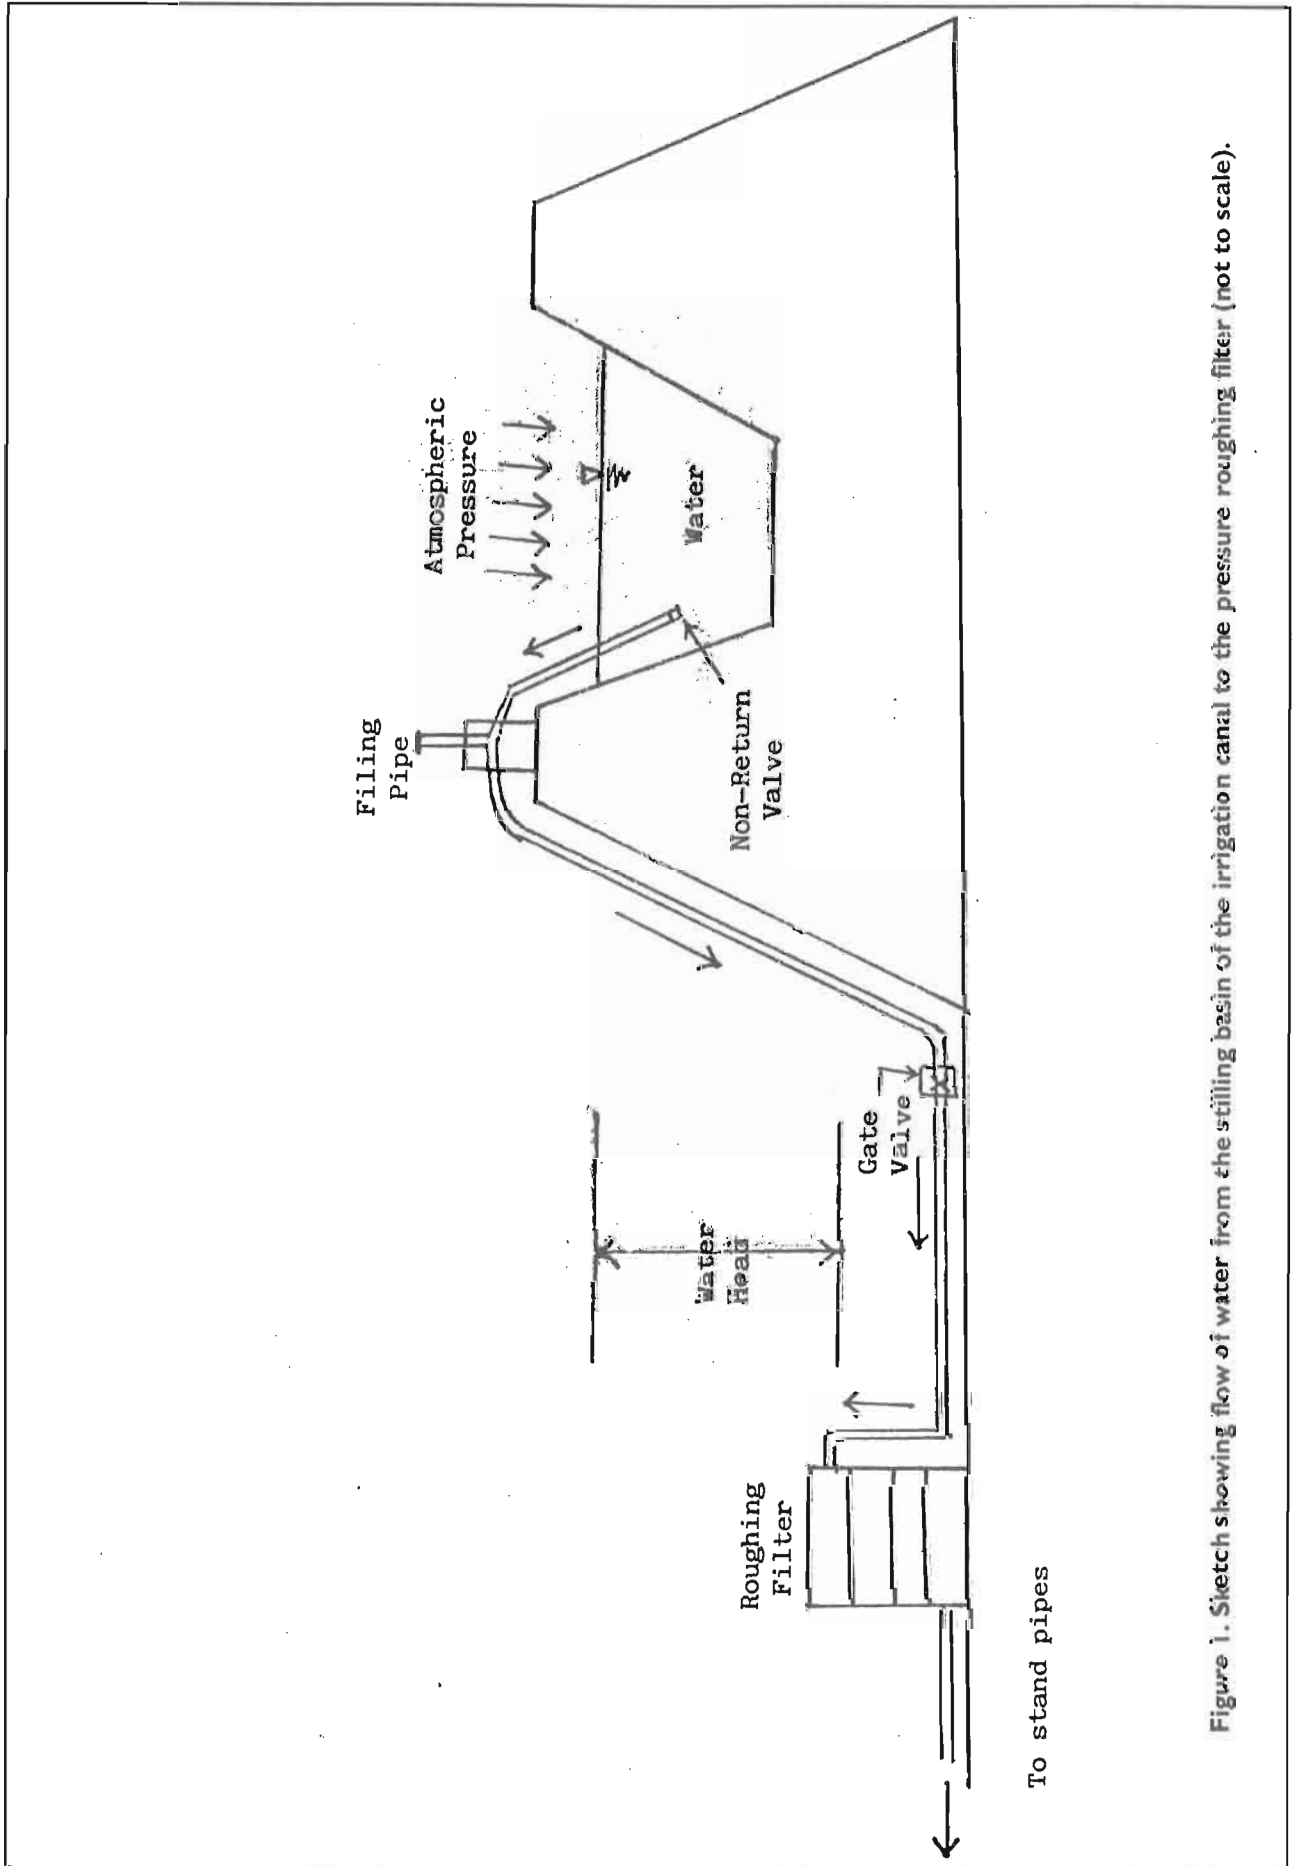 Atmospheric
Pressure
Filing
Pipe
Water
Non-Return
Valve
Gate
Valve
Water
Head
Roughing
Filter
To stand pipes
Figure 1. Sketch showing flow of water from the stilling basin of the irrigation canal to the pressure roughing filter (not to scale).